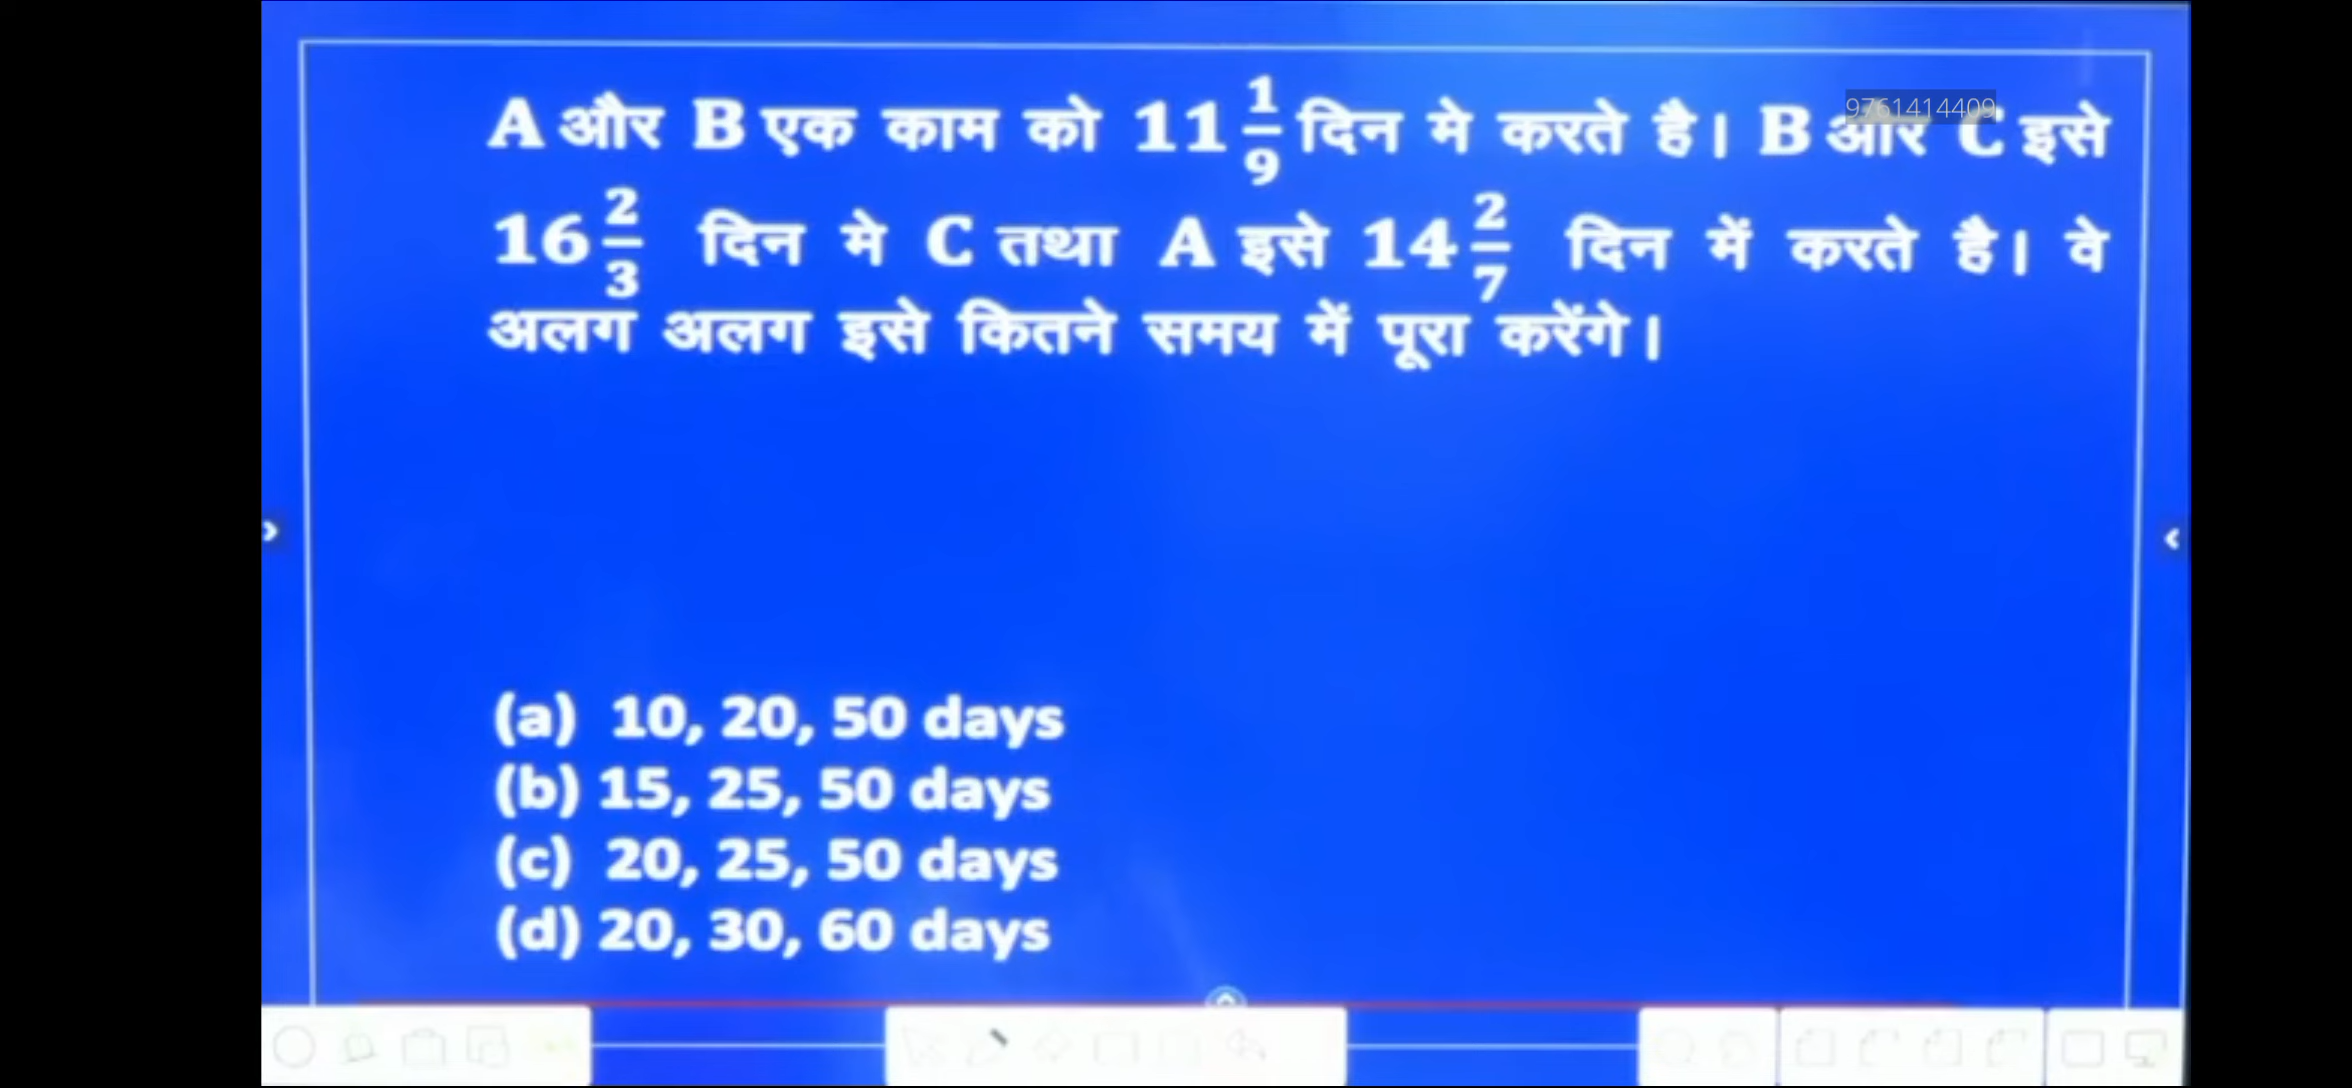 A और B एक काम को 11 1/9 दिन मे करते है। B और C इसे
9761414409
16 2/3 दिन मे C तथा A इसे 14 2/7 दिन में करते है। वे
अलग अलग इसे कितने समय में पूरा करेंगे।
(a) 10, 20, 50 days
(b) 15, 25, 50 days
(c) 20, 25, 50 days
(d) 20, 30, 60 days